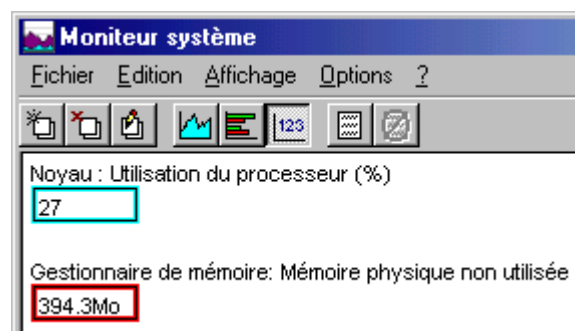 Moniteur système
Fichier Edition Affichage Options ?
123
Noyau : Utilisation du processeur (%)
27
Gestionnaire de mémoire: Mémoire physique non utilisée
394.3Mo